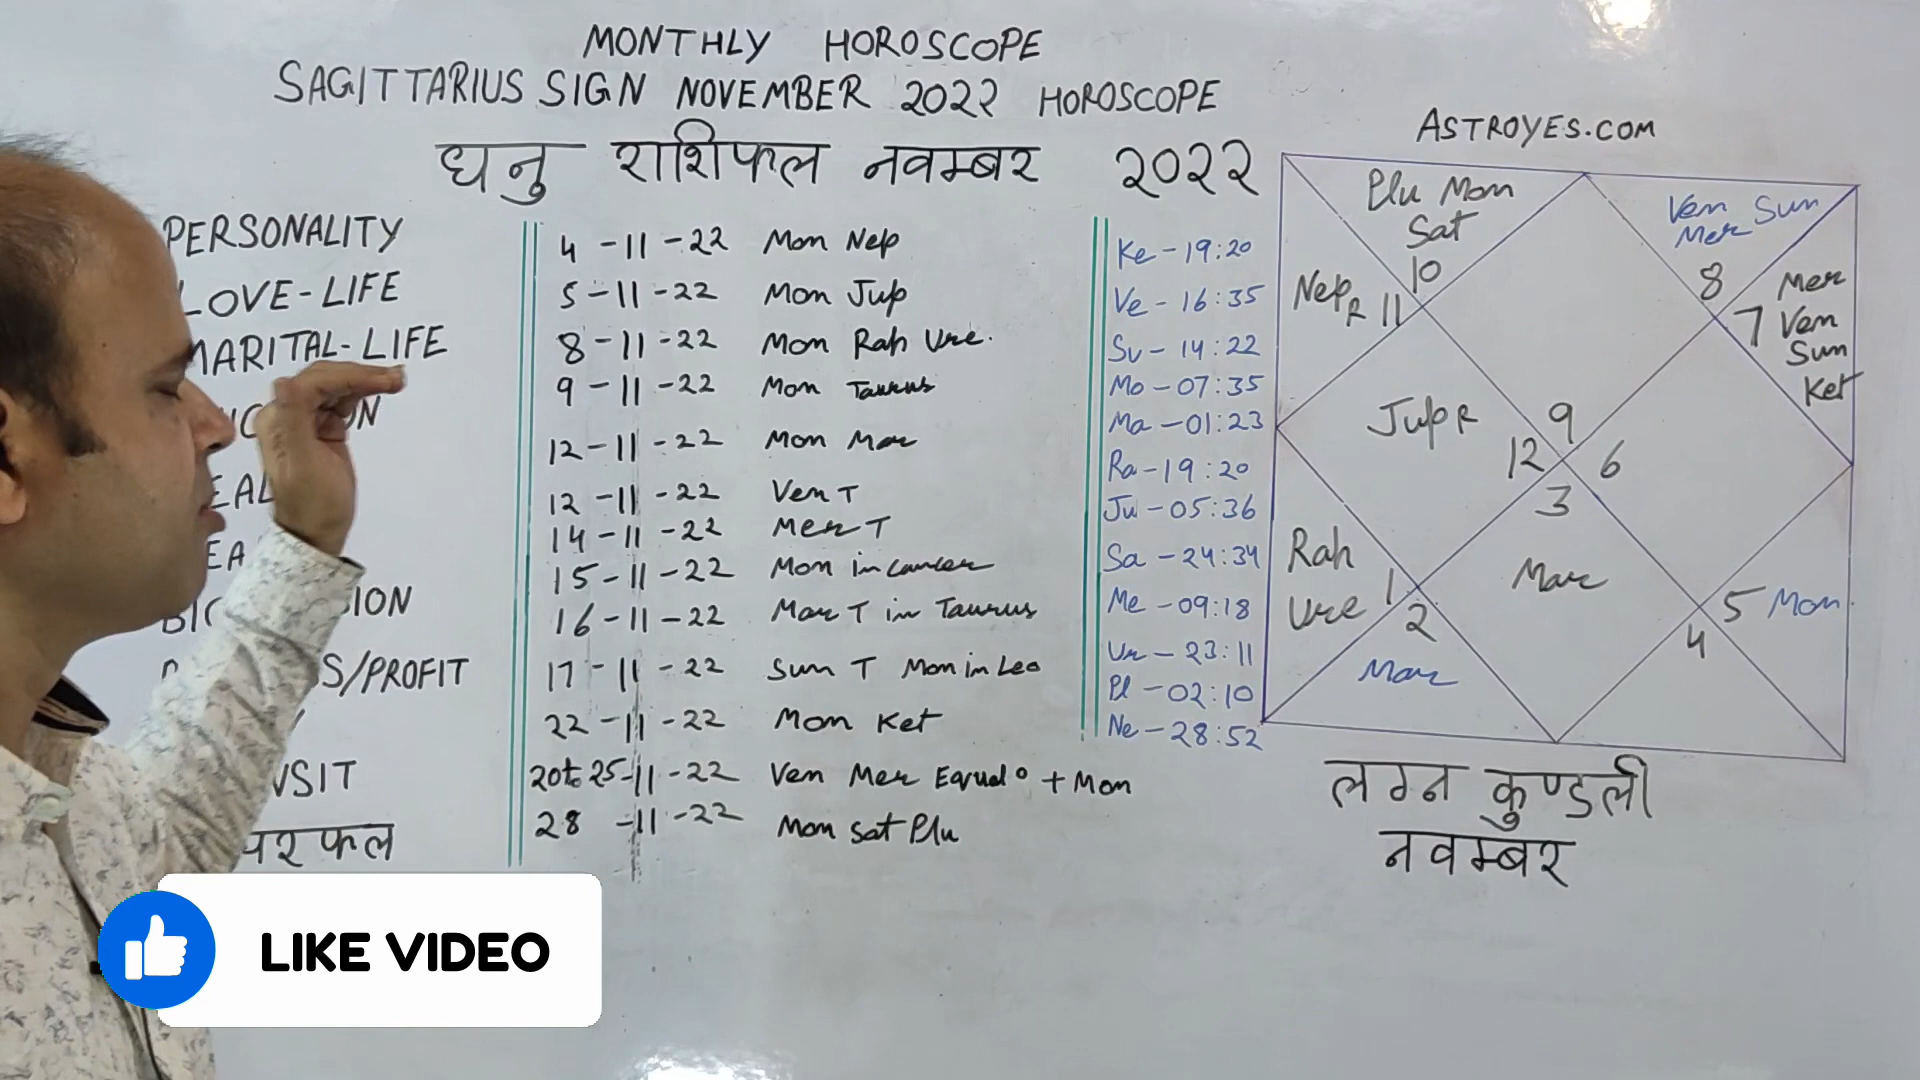 MONTHLY HOROSCOPE
SAGITTARIUS SIGN NOVEMBER 2022 HOROSCOPE
धनु राशिफल नवम्बर २०२२
ASTROYES.COM
PERSONALITY
LOVE-LIFE
MARITAL-LIFE
ION
S/PROFIT
SIT
फल
4-11-22 Mon Nep
5-11-22 Mon Jup
8-11-22 Mon Rah Ure.
9-11-22 Mon Taurus
12-11-22 Mon Mar
12-11-22 Ven T
14-11-22 Mer T
15-11-22 Mon in cancer
16-11-22 Mar T in Taurus
17-11-22 Sun T Mon in Leo
22-11-22 Mon Ket
20to25-11-22 Ven Mer Equal° + Mon
28-11-22 Mon Sat Plu
Ke-19:20
Ve-16:35
Su-14:22
Mo-07:35
Ma-01:23
Ra-19:20
Ju-05:36
Sa-24:34
Me-09:18
Ur-23:11
Pl-02:10
Ne-28:52
Plu Mon
Sat
10
Ven Sun
Mer
8
Nep R 11
Mer
7 Ven
Sun
Ket
Jup R
9
12 6
3
Rah
Ure 1
2
Mar
Mar
5 Mon
4
लग्न कुण्डली
नवम्बर
LIKE VIDEO